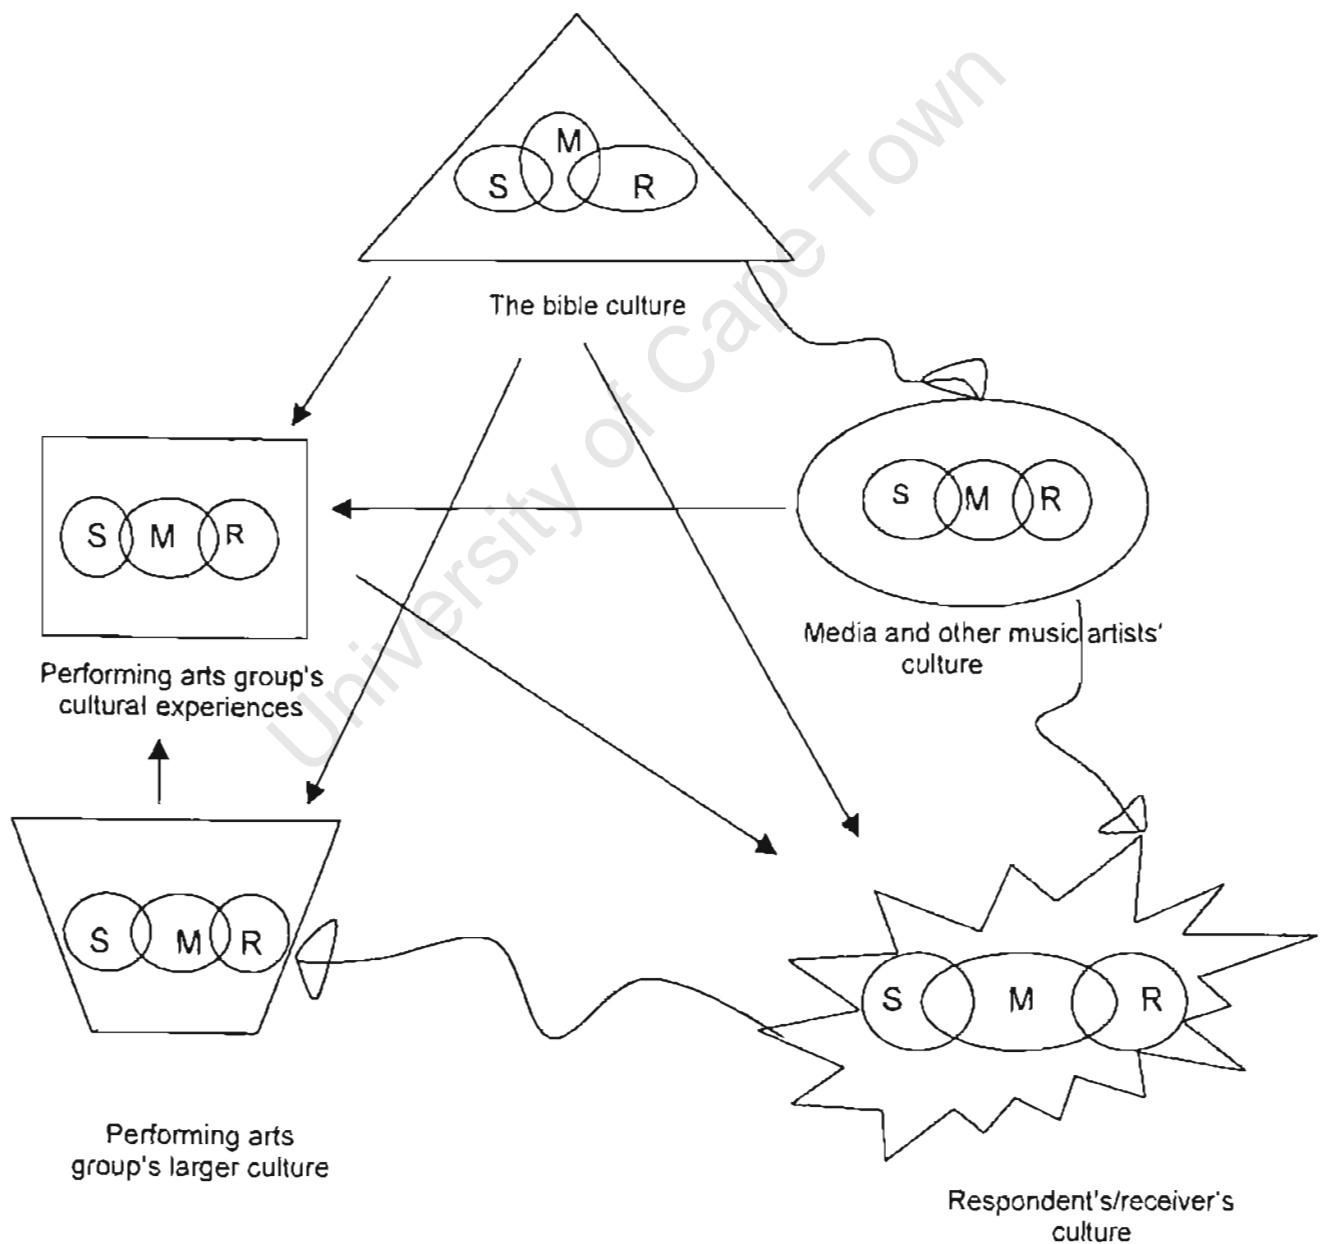 M
S
R
The bible culture
S
M
R
S
M
R
Media and other music artists'
culture
Performing arts group's
cultural experiences
S
M
R
S
M
R
Performing arts
group's larger culture
Respondent's/receiver's
culture
University of Cape Town